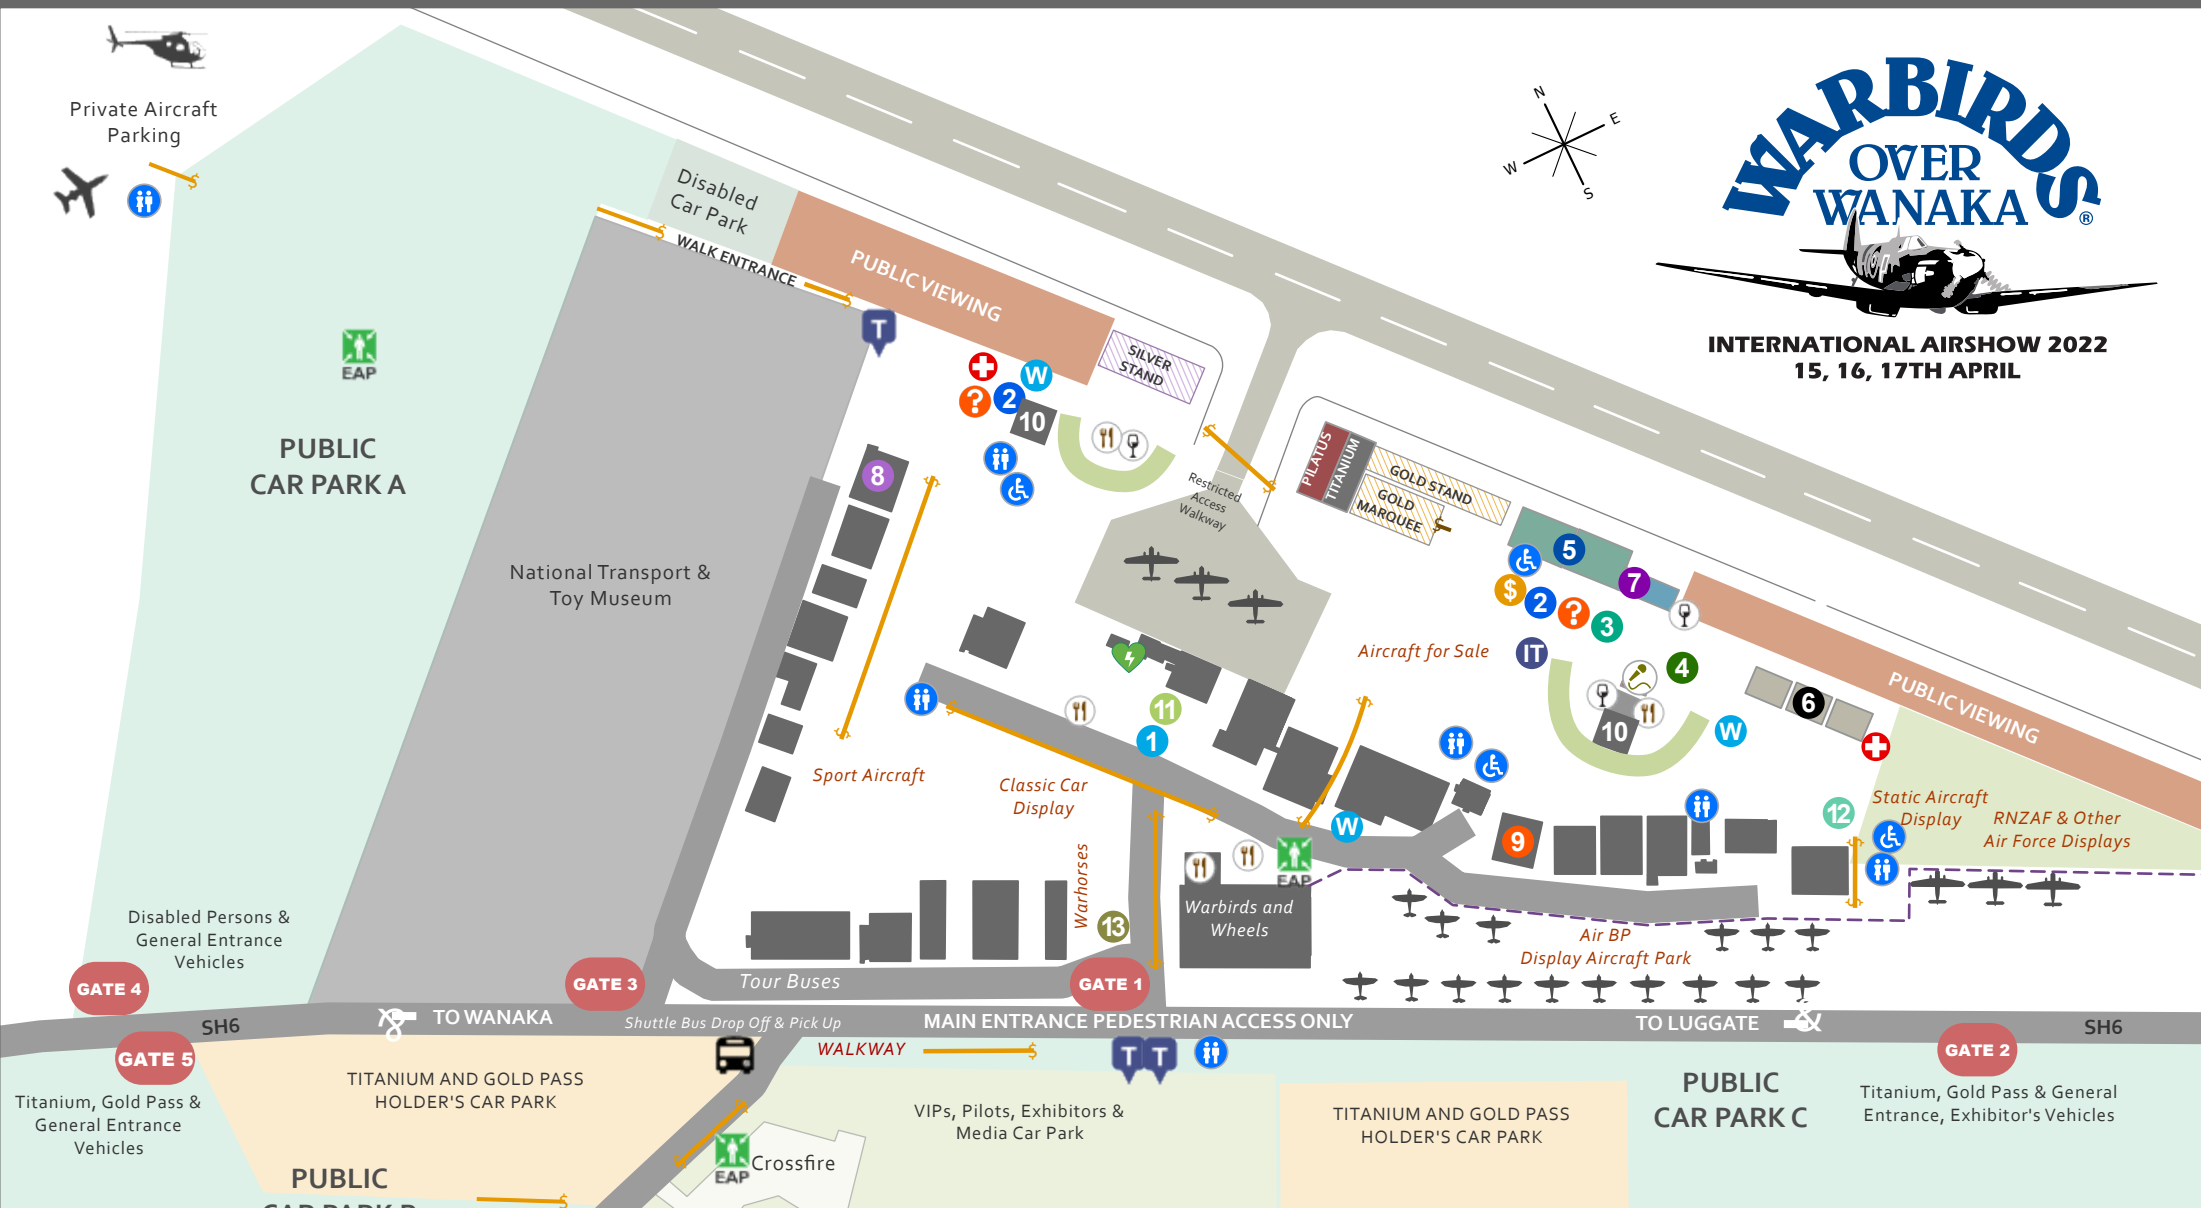 WARBIRDS
OVER
WANAKA
®
INTERNATIONAL AIRSHOW 2022
15, 16, 17TH APRIL
N
E
W
S
Private Aircraft
Parking
Disabled
Car Park
WALK ENTRANCE
PUBLIC VIEWING
SILVER
STAND
T
EAP
PUBLIC
CAR PARK A
W
?
2
10
8
Restricted
Access
Walkway
PILATUS
TITANIUM
GOLD STAND
GOLD
MARQUEE
National Transport &
Toy Museum
5
7
$
2
?
3
IT
4
Aircraft for Sale
10
W
6
PUBLIC VIEWING
11
1
Sport Aircraft
Classic Car
Display
W
EAP
9
12
Static Aircraft
Display
RNZAF & Other
Air Force Displays
Warhorses
13
Warbirds and
Wheels
Air BP
Display Aircraft Park
Disabled Persons &
General Entrance
Vehicles
GATE 4
GATE 3
Tour Buses
GATE 1
SH6
TO WANAKA
Shuttle Bus Drop Off & Pick Up
MAIN ENTRANCE PEDESTRIAN ACCESS ONLY
TO LUGGATE
SH6
GATE 5
WALKWAY
T
T
GATE 2
Titanium, Gold Pass &
General Entrance
Vehicles
TITANIUM AND GOLD PASS
HOLDER'S CAR PARK
VIPs, Pilots, Exhibitors &
Media Car Park
TITANIUM AND GOLD PASS
HOLDER'S CAR PARK
PUBLIC
CAR PARK C
Titanium, Gold Pass & General
Entrance, Exhibitor's Vehicles
EAP
Crossfire
PUBLIC
CAR PARK